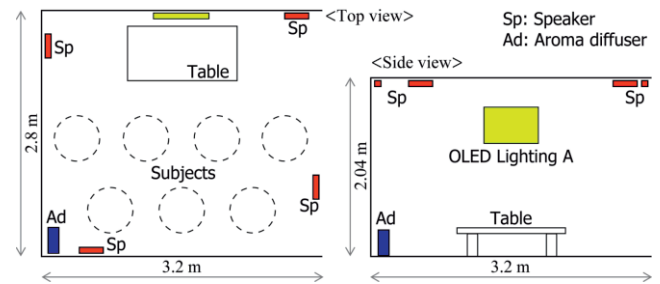 <Top view>
Sp: Speaker
Ad: Aroma diffuser
Sp
Sp
Table
<Side view>
Sp
Sp
OLED Lighting A
2.8 m
2.04 m
Subjects
Sp
Ad
Sp
Ad
Table
3.2 m
3.2 m